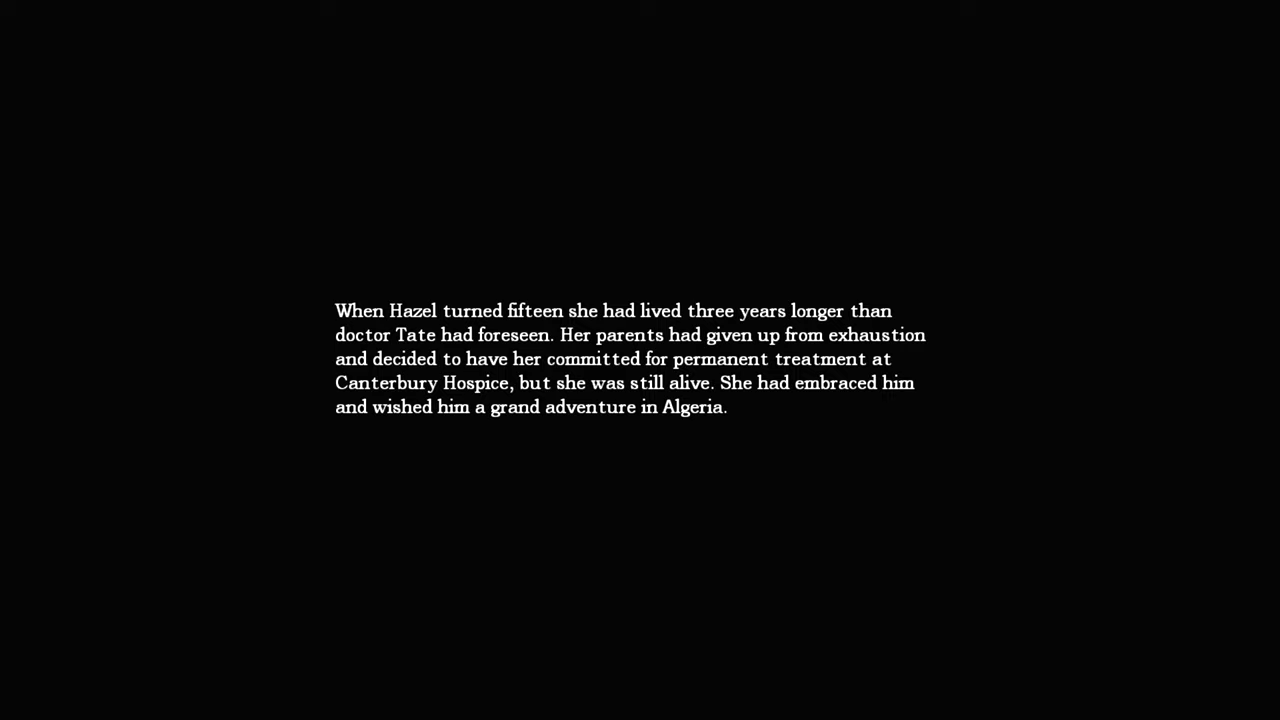 When Hazel turned fifteen she had lived three years longer than
doctor Tate had foreseen. Her parents had given up from exhaustion
and decided to have her committed for permanent treatment at
Canterbury Hospice, but she was still alive. She had embraced him
and wished him a grand adventure in Algeria.